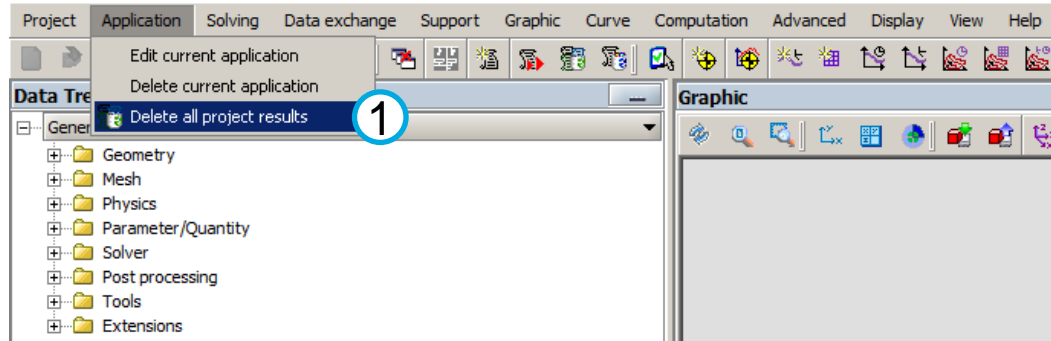 Project Application Solving Data exchange Support Graphic Curve Computation Advanced Display View Help
Edit current application
Delete current application
Delete all project results
1
Data Tre
Graphic
Gener
Geometry
Mesh
Physics
Parameter/Quantity
Solver
Post processing
Tools
Extensions